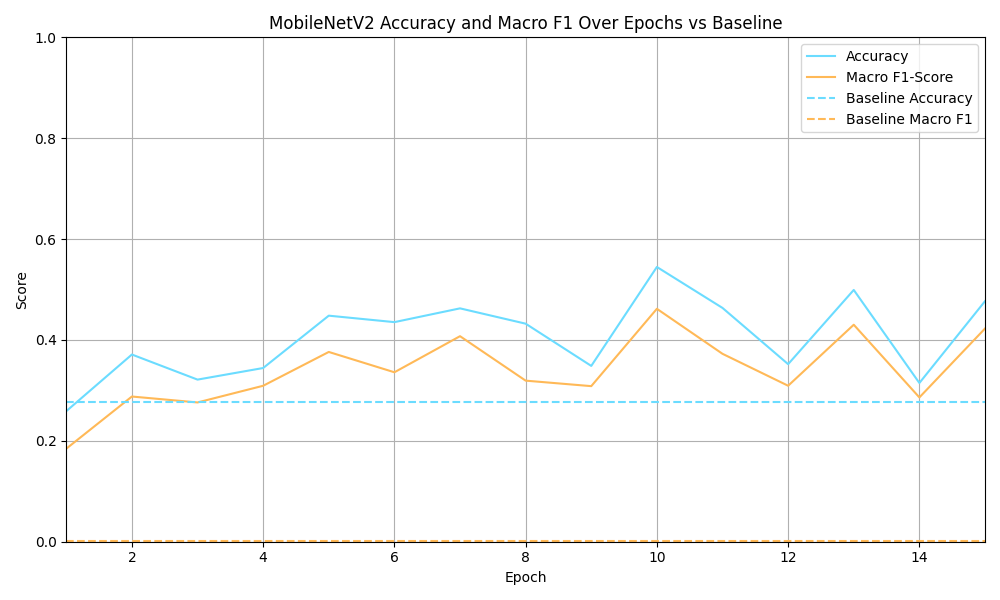 MobileNetV2 Accuracy and Macro F1 Over Epochs vs Baseline
Accuracy
Macro F1-Score
Baseline Accuracy
Baseline Macro F1
Score
1.0
0.8
0.6
0.4
0.2
0.0
2 4 6 8 10 12 14
Epoch